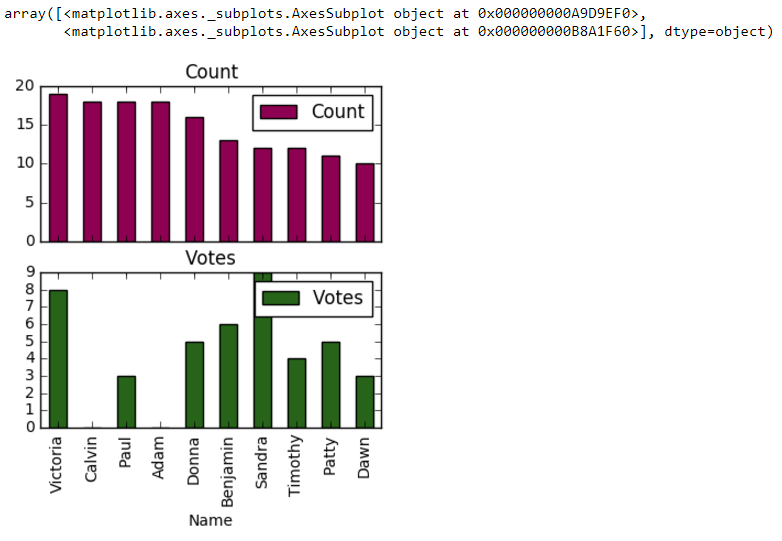 array([<matplotlib.axes._subplots.AxesSubplot object at 0x000000000A9D9EF0>,
<matplotlib.axes._subplots.AxesSubplot object at 0x000000000B8A1F60>], dtype=object)
Count
20
15
10
5
0
Count
Votes
9
8
7
6
5
4
3
2
1
0
Votes
Victoria
Calvin
Paul
Adam
Donna
Benjamin
Sandra
Timothy
Patty
Dawn
Name